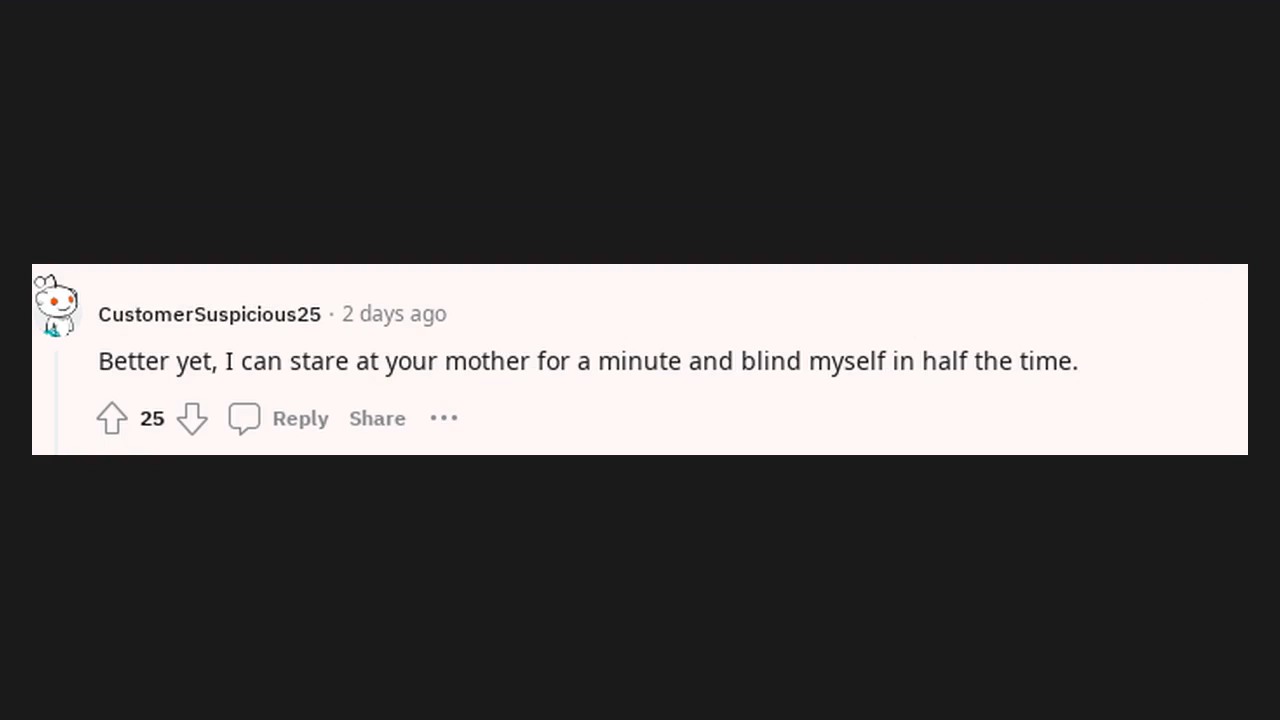 CustomerSuspicious25 · 2 days ago
Better yet, I can stare at your mother for a minute and blind myself in half the time.
25 Reply Share ···